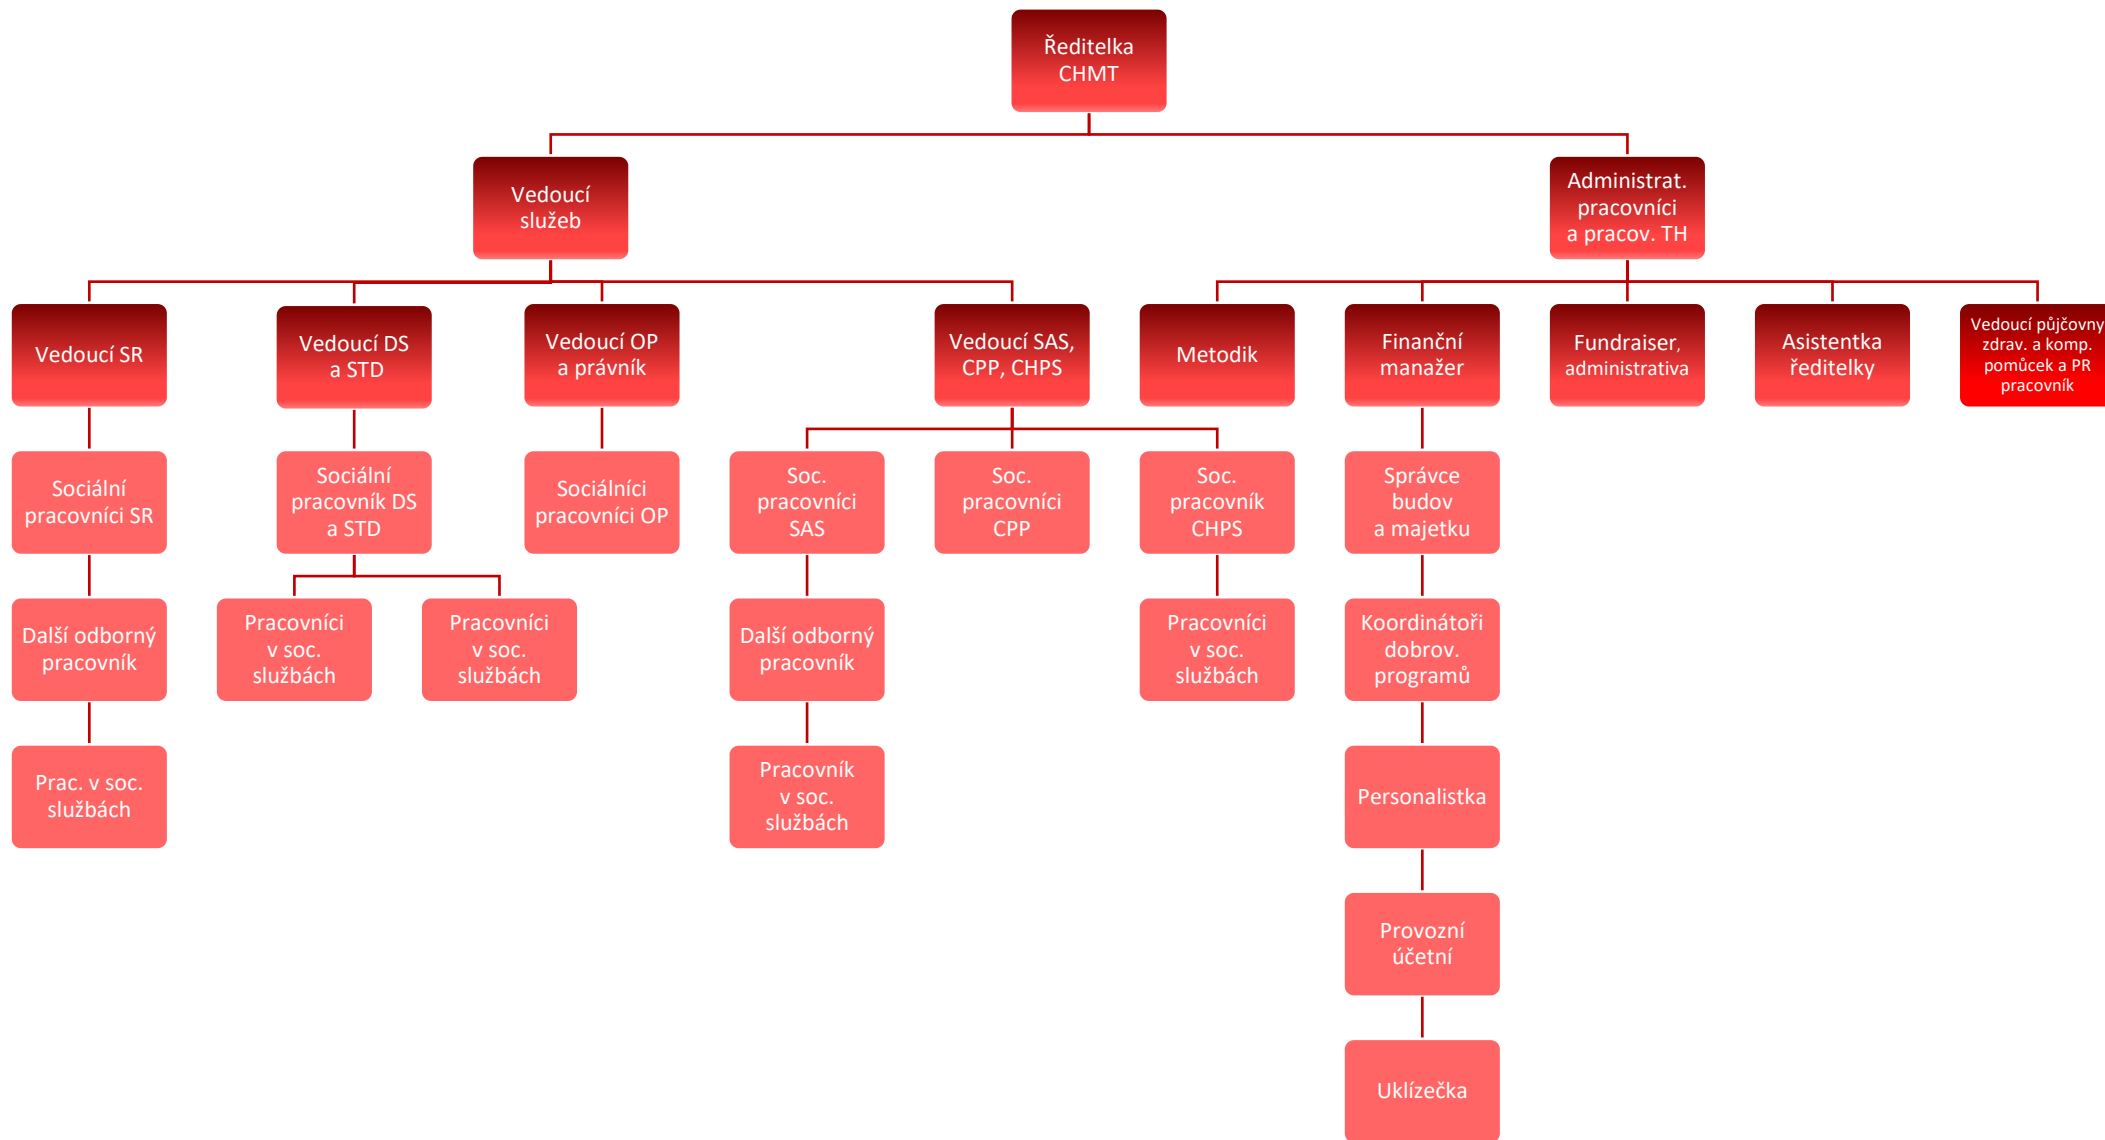 Ředitelka
CHMT
Vedoucí
služeb
Administrat.
pracovníci
a pracov. TH
Vedoucí SR
Vedoucí DS
a STD
Vedoucí OP
a právník
Vedoucí SAS,
CPP, CHPS
Metodik
Finanční
manažer
Fundraiser,
administrativa
Asistentka
ředitelky
Vedoucí půjčovny
zdrav. a komp.
pomůcek a PR
pracovník
Sociální
pracovníci SR
Sociální
pracovník DS
a STD
Sociálníci
pracovníci OP
Soc.
pracovníci
SAS
Soc.
pracovníci
CPP
Soc.
pracovník
CHPS
Správce
budov
a majetku
Další odborný
pracovník
Pracovníci
v soc.
službách
Pracovníci
v soc.
službách
Další odborný
pracovník
Pracovníci
v soc.
službách
Koordinátoři
dobrov.
programů
Prac. v soc.
službách
Pracovník
v soc.
službách
Personalistka
Provozní
účetní
Uklízečka